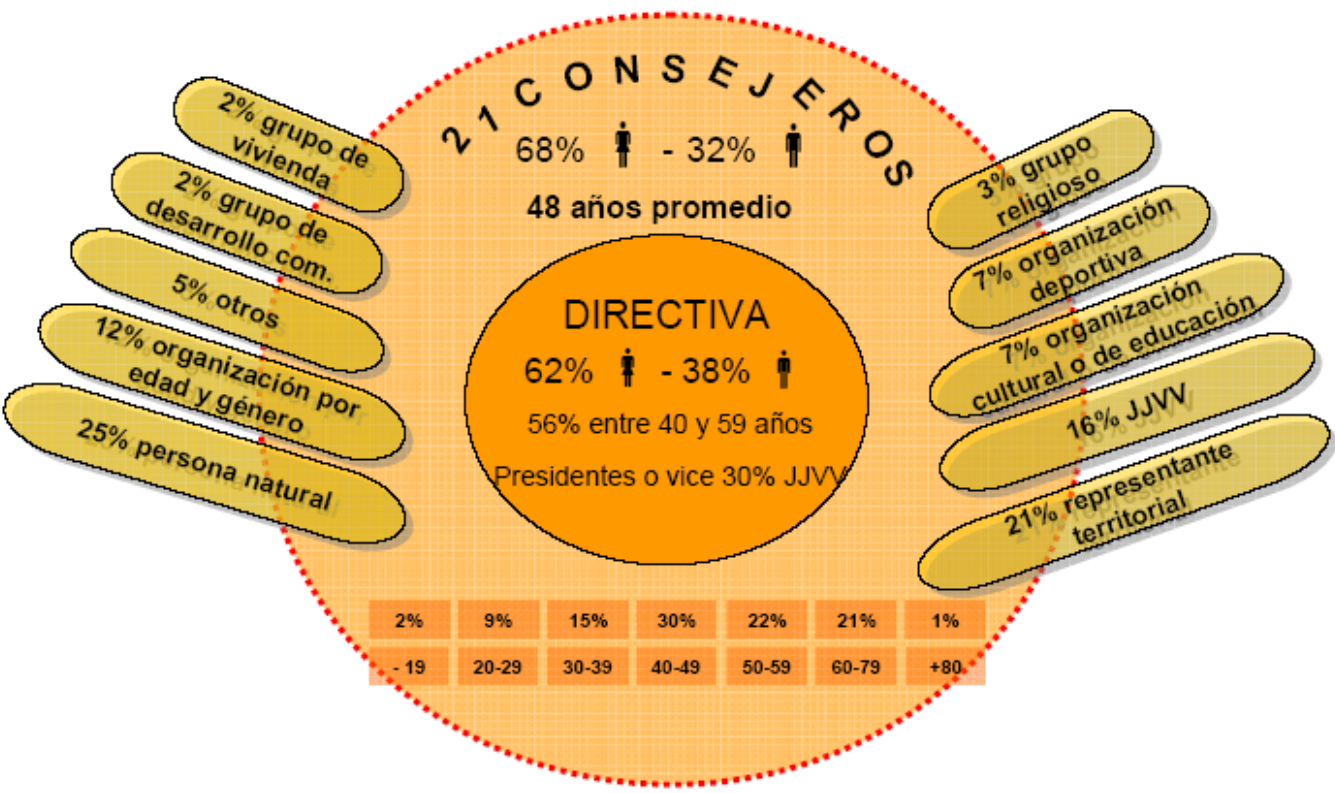 21 CONSEJEROS
68% - 32%
48 años promedio
2% grupo de
vivienda
2% grupo de
desarrollo com.
5% otros
12% organización por
edad y género
25% persona natural
3% grupo
religioso
7% organización
deportiva
7% organización
cultural o de educación
16% JJVV
21% representante
territorial
DIRECTIVA
62% - 38%
56% entre 40 y 59 años
Presidentes o vice 30% JJVV
2% 9% 15% 30% 22% 21% 1%
- 19 20-29 30-39 40-49 50-59 60-79 +80